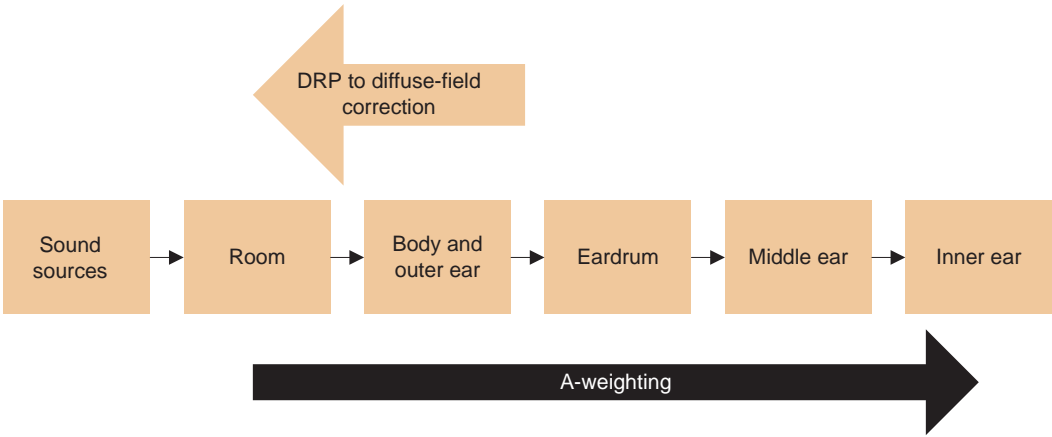 DRP to diffuse-field
correction
Sound
sources
Room
Body and
outer ear
Eardrum
Middle ear
Inner ear
A-weighting